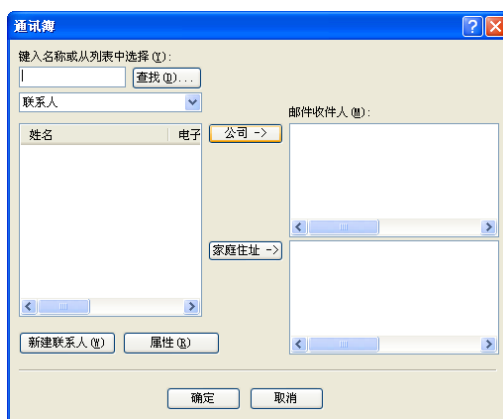 通讯簿
键入名称或从列表中选择(Y):
查找(D)...
联系人
姓名 电子
公司 ->
邮件收件人(M):
家庭住址 ->
新建联系人(W) 属性(R)
确定 取消